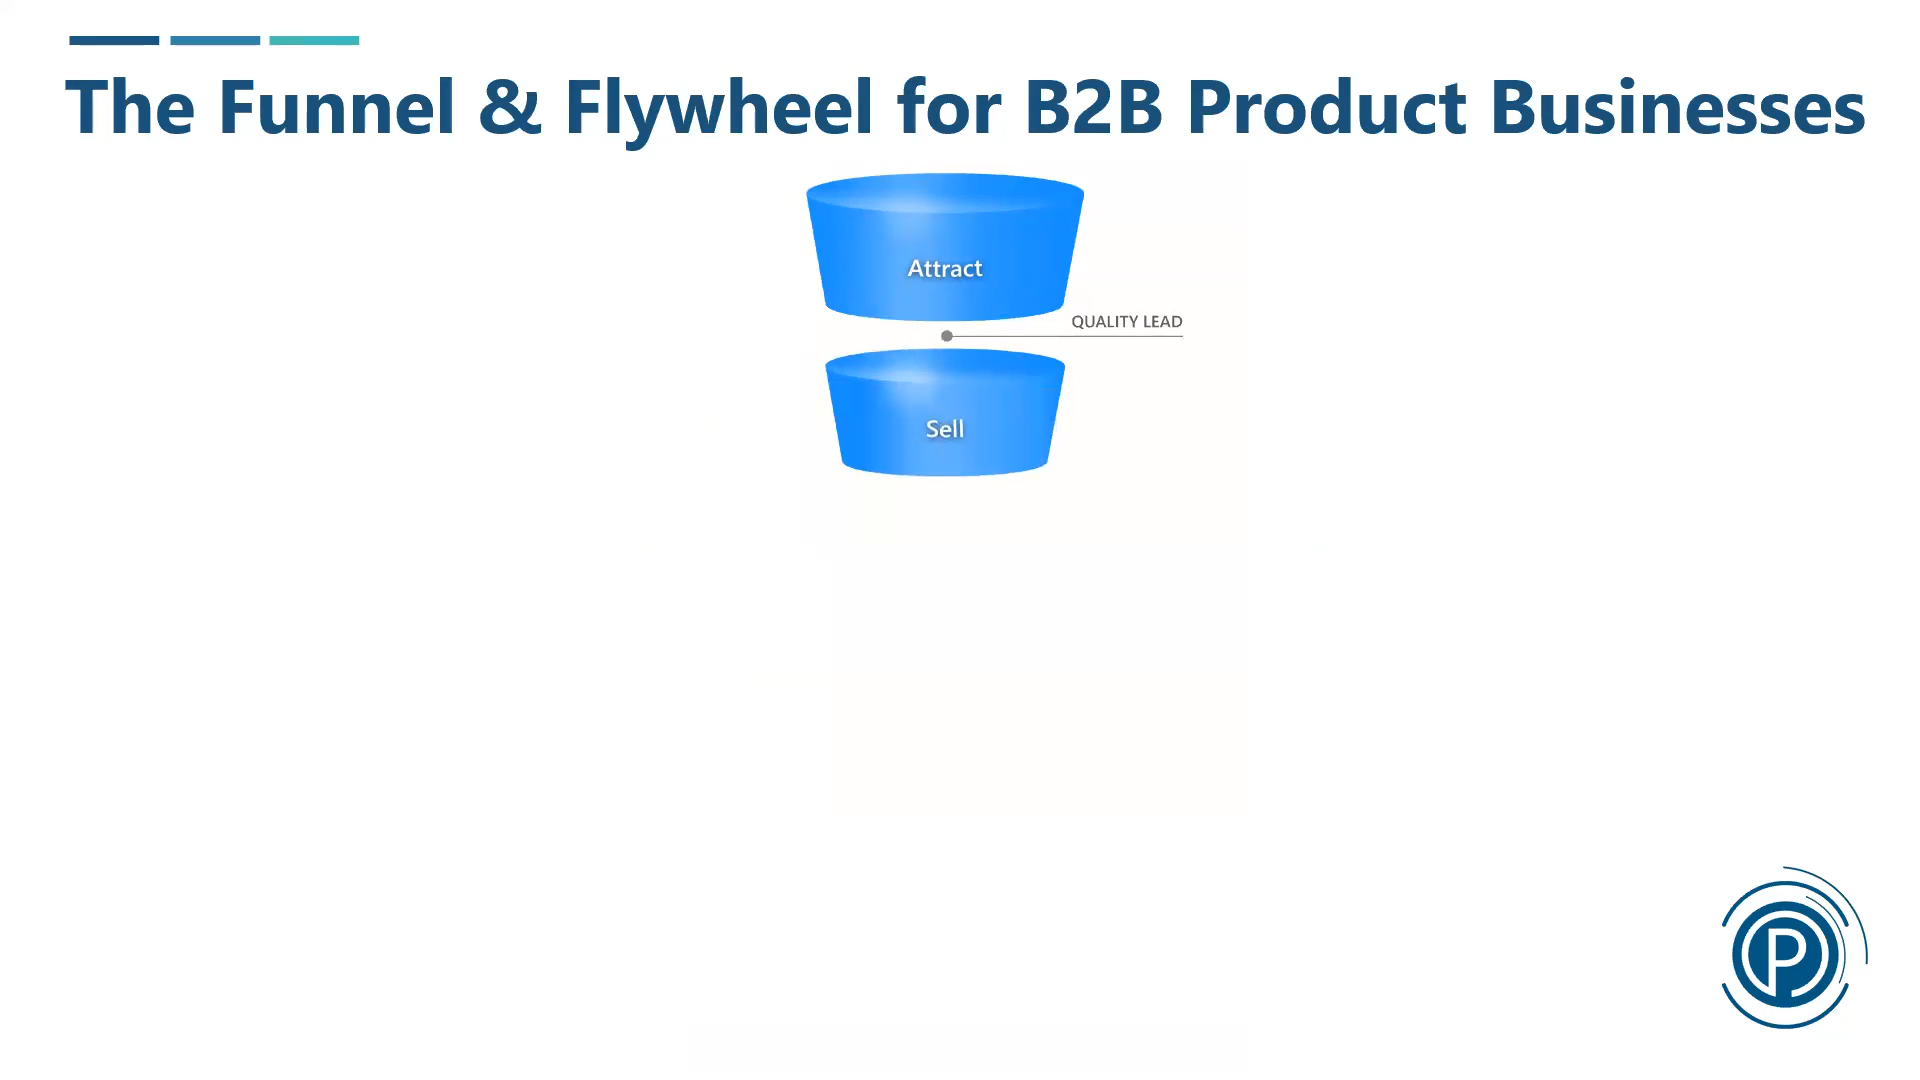 The Funnel & Flywheel for B2B Product Businesses
Attract
QUALITY LEAD
Sell
P